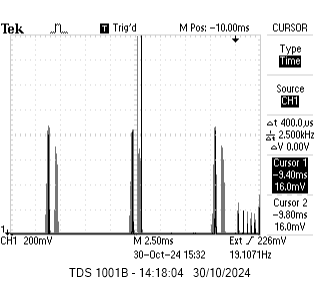 Tek T Trig'd M Pos: -10.00ms CURSOR
Type
Time
Source
CH1
Δt 400.0µs
1/Δt 2.500kHz
ΔV 0.00V
Cursor 1
-9.40ms
16.0mV
Cursor 2
-9.80ms
16.0mV
1
CH1 200mV M 2.50ms Ext 226mV
30-Oct-24 15:32 19.1071Hz
TDS 1001B - 14:18:04 30/10/2024